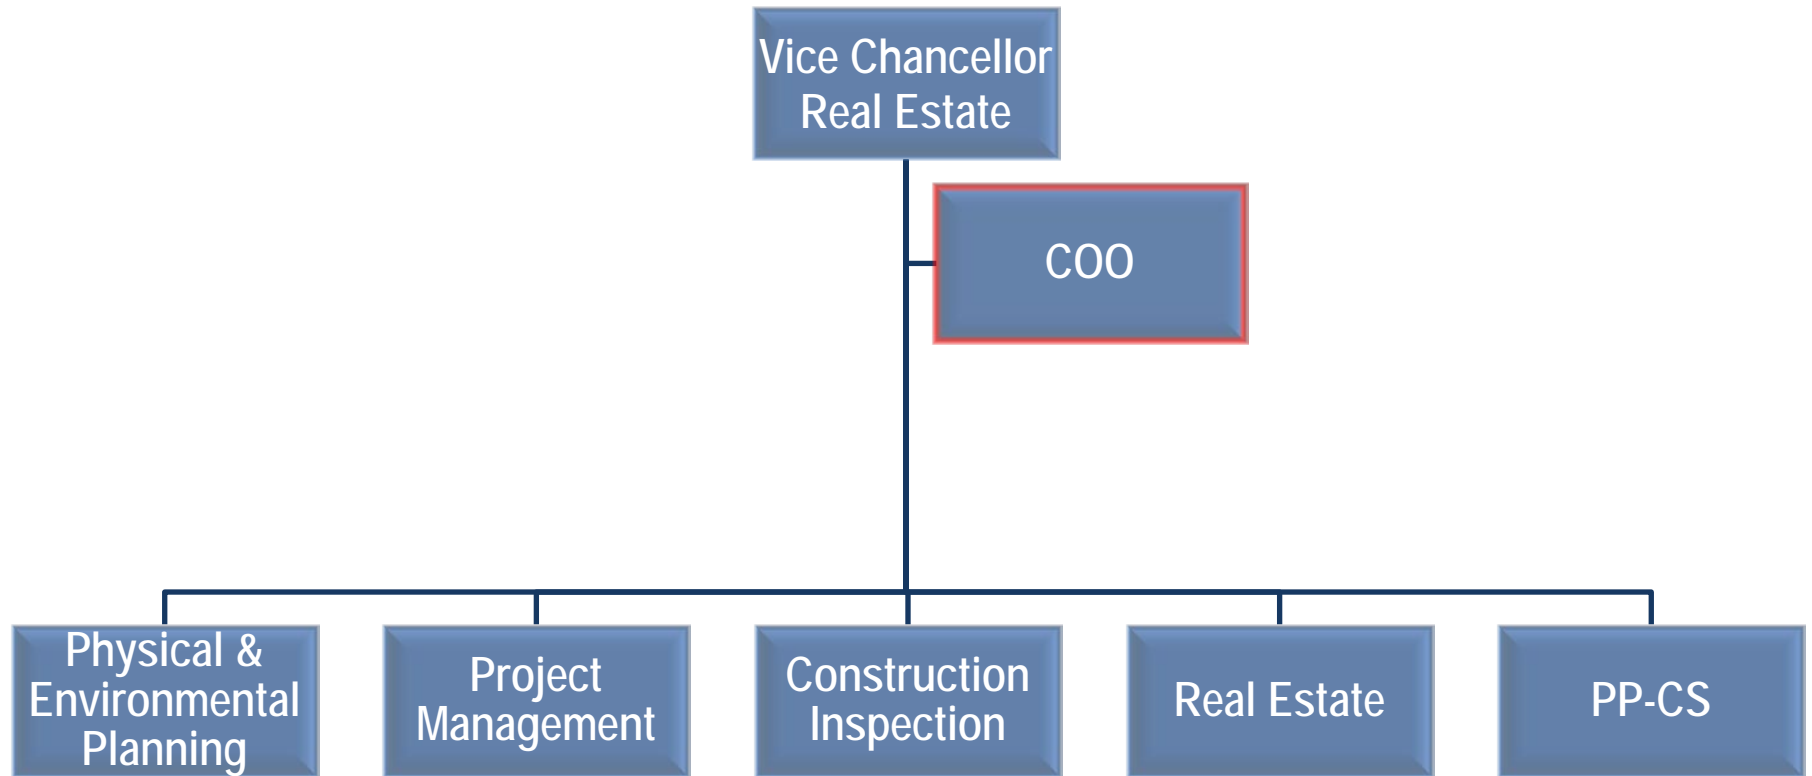 Vice Chancellor
Real Estate
COO
Physical &
Environmental
Planning
Project
Management
Construction
Inspection
Real Estate
PP-CS